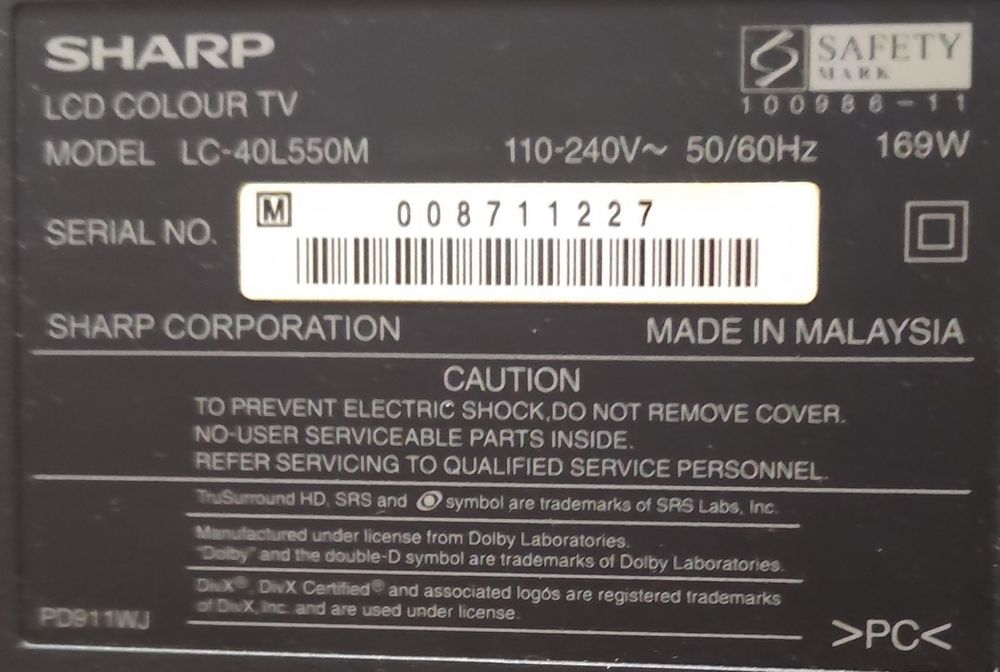 SHARP
SAFETY
MARK
LCD COLOUR TV
100986-11
MODEL LC-40L550M 110-240V~ 50/60Hz 169W
M 008711227
SERIAL NO.
SHARP CORPORATION MADE IN MALAYSIA
CAUTION
TO PREVENT ELECTRIC SHOCK,DO NOT REMOVE COVER.
NO-USER SERVICEABLE PARTS INSIDE.
REFER SERVICING TO QUALIFIED SERVICE PERSONNEL.
TruSurround HD, SRS and symbol are trademarks of SRS Labs, Inc.
Manufactured under license from Dolby Laboratories.
"Dolby" and the double-D symbol are trademarks of Dolby Laboratories.
DivX®, DivX Certified® and associated logos are registered trademarks
of DivX, Inc. and are used under license.
PD911WJ
>PC<